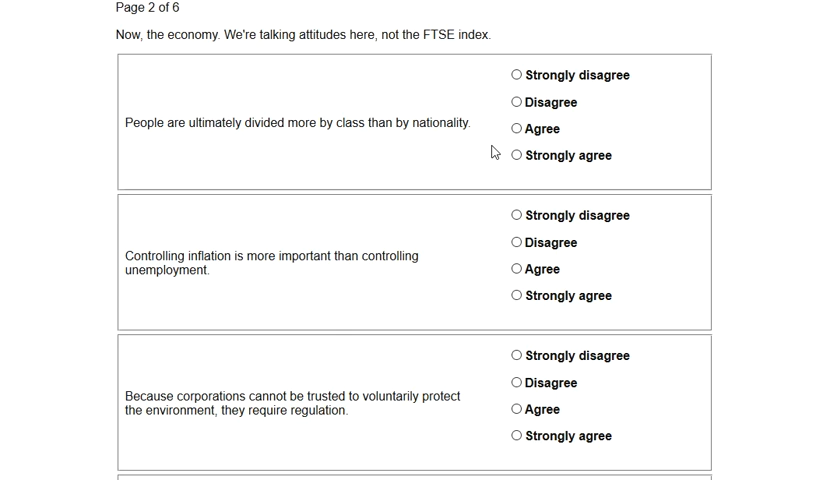 Page 2 of 6
Now, the economy. We're talking attitudes here, not the FTSE index.
People are ultimately divided more by class than by nationality.
Strongly disagree
Disagree
Agree
Strongly agree
Controlling inflation is more important than controlling
unemployment.
Strongly disagree
Disagree
Agree
Strongly agree
Because corporations cannot be trusted to voluntarily protect
the environment, they require regulation.
Strongly disagree
Disagree
Agree
Strongly agree